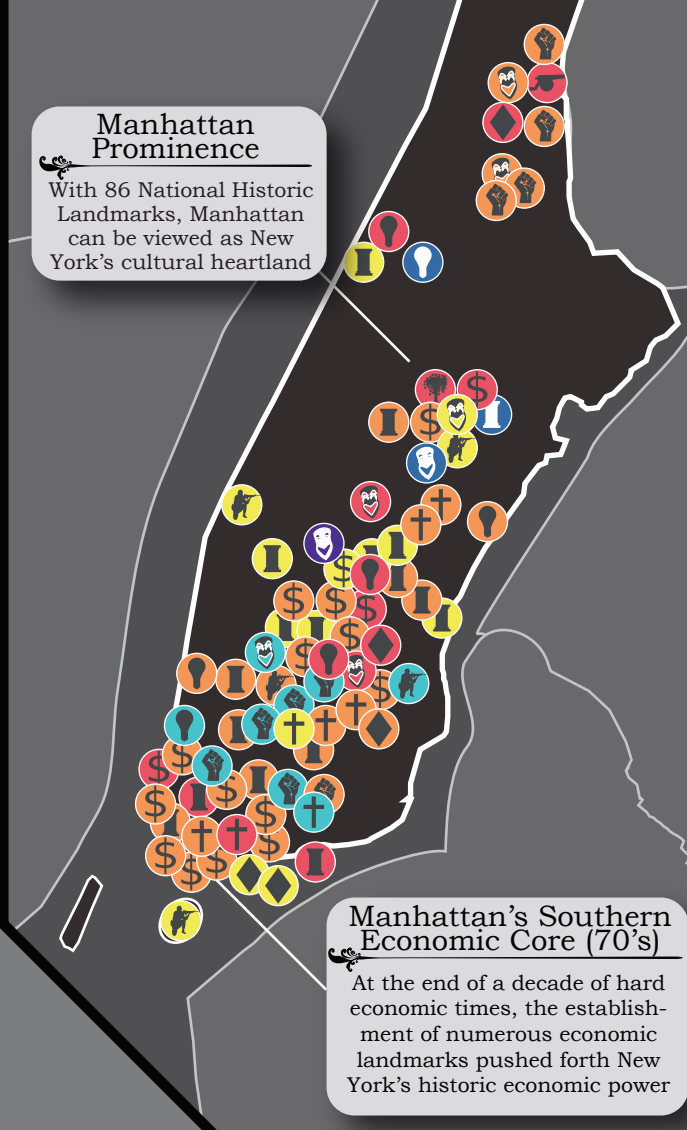 Manhattan
Prominence
With 86 National Historic
Landmarks, Manhattan
can be viewed as New
York's cultural heartland
Manhattan's Southern
Economic Core (70's)
At the end of a decade of hard
economic times, the establish-
ment of numerous economic
landmarks pushed forth New
York's historic economic power